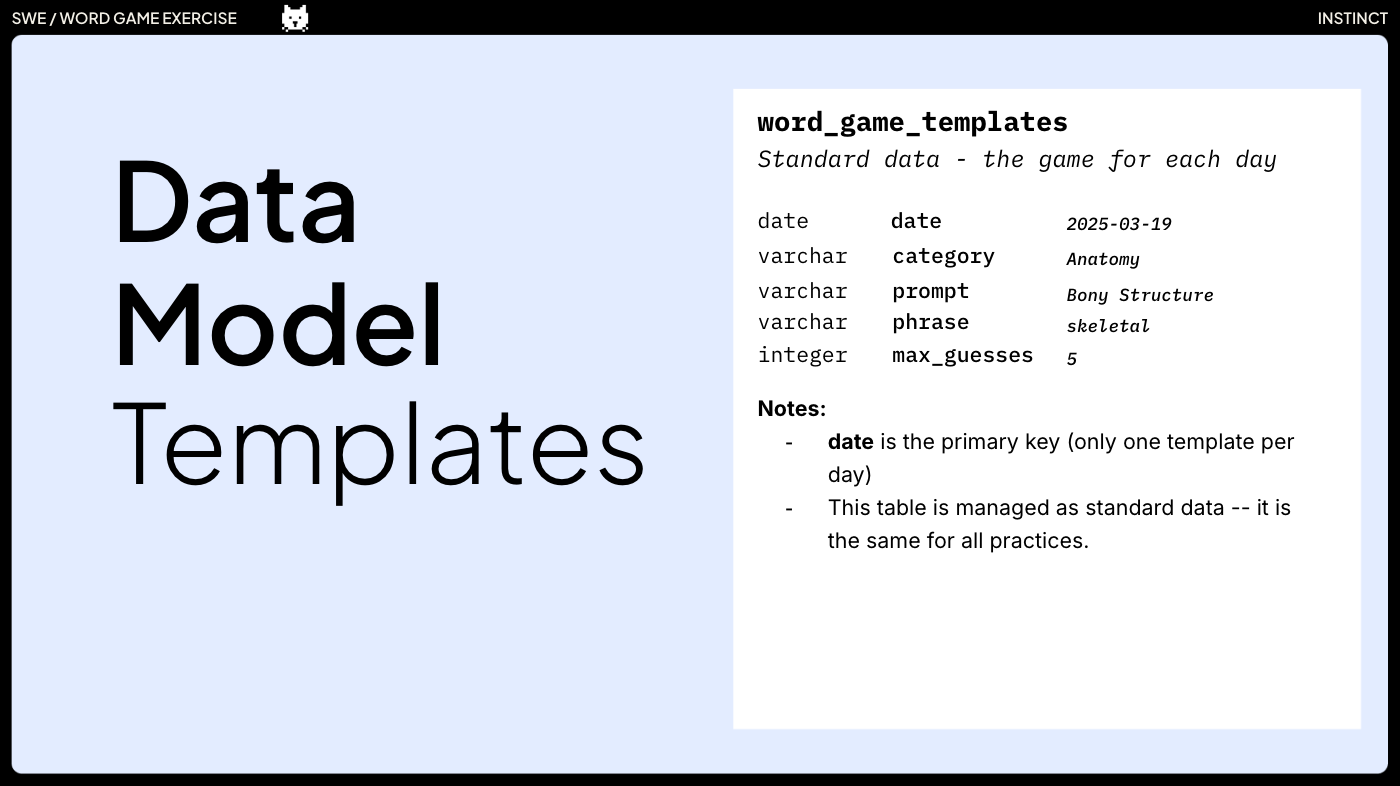 SWE / WORD GAME EXERCISE
INSTINCT
Data
Model
Templates
word_game_templates
Standard data - the game for each day
date date 2025-03-19
varchar category Anatomy
varchar prompt Bony Structure
varchar phrase skeletal
integer max_guesses 5
Notes:
- date is the primary key (only one template per
day)
- This table is managed as standard data -- it is
the same for all practices.